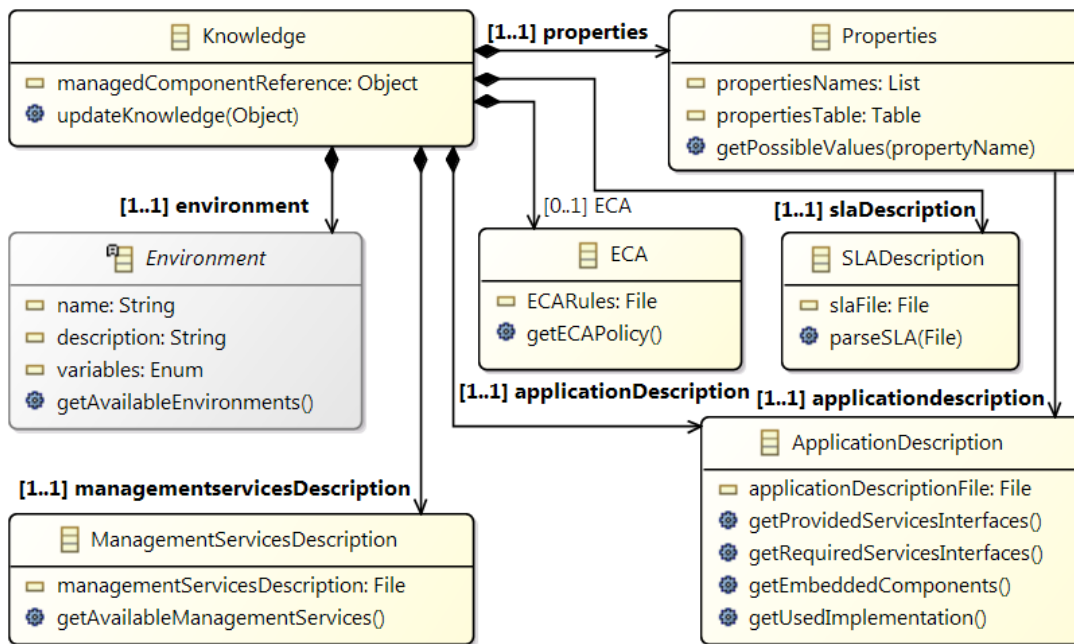 Knowledge
managedComponentReference: Object
updateKnowledge(Object)
[1..1] properties
Properties
propertiesNames: List
propertiesTable: Table
getPossibleValues(propertyName)
[1..1] environment
[0..1] ECA
[1..1] slaDescription
Environment
name: String
description: String
variables: Enum
getAvailableEnvironments()
ECA
ECARules: File
getECAPolicy()
SLADescription
slaFile: File
parseSLA(File)
[1..1] applicationDescription
[1..1] applicationdescription
ApplicationDescription
applicationDescriptionFile: File
getProvidedServicesInterfaces()
getRequiredServicesInterfaces()
getEmbeddedComponents()
getUsedImplementation()
[1..1] managementservicesDescription
ManagementServicesDescription
managementServicesDescription: File
getAvailableManagementServices()